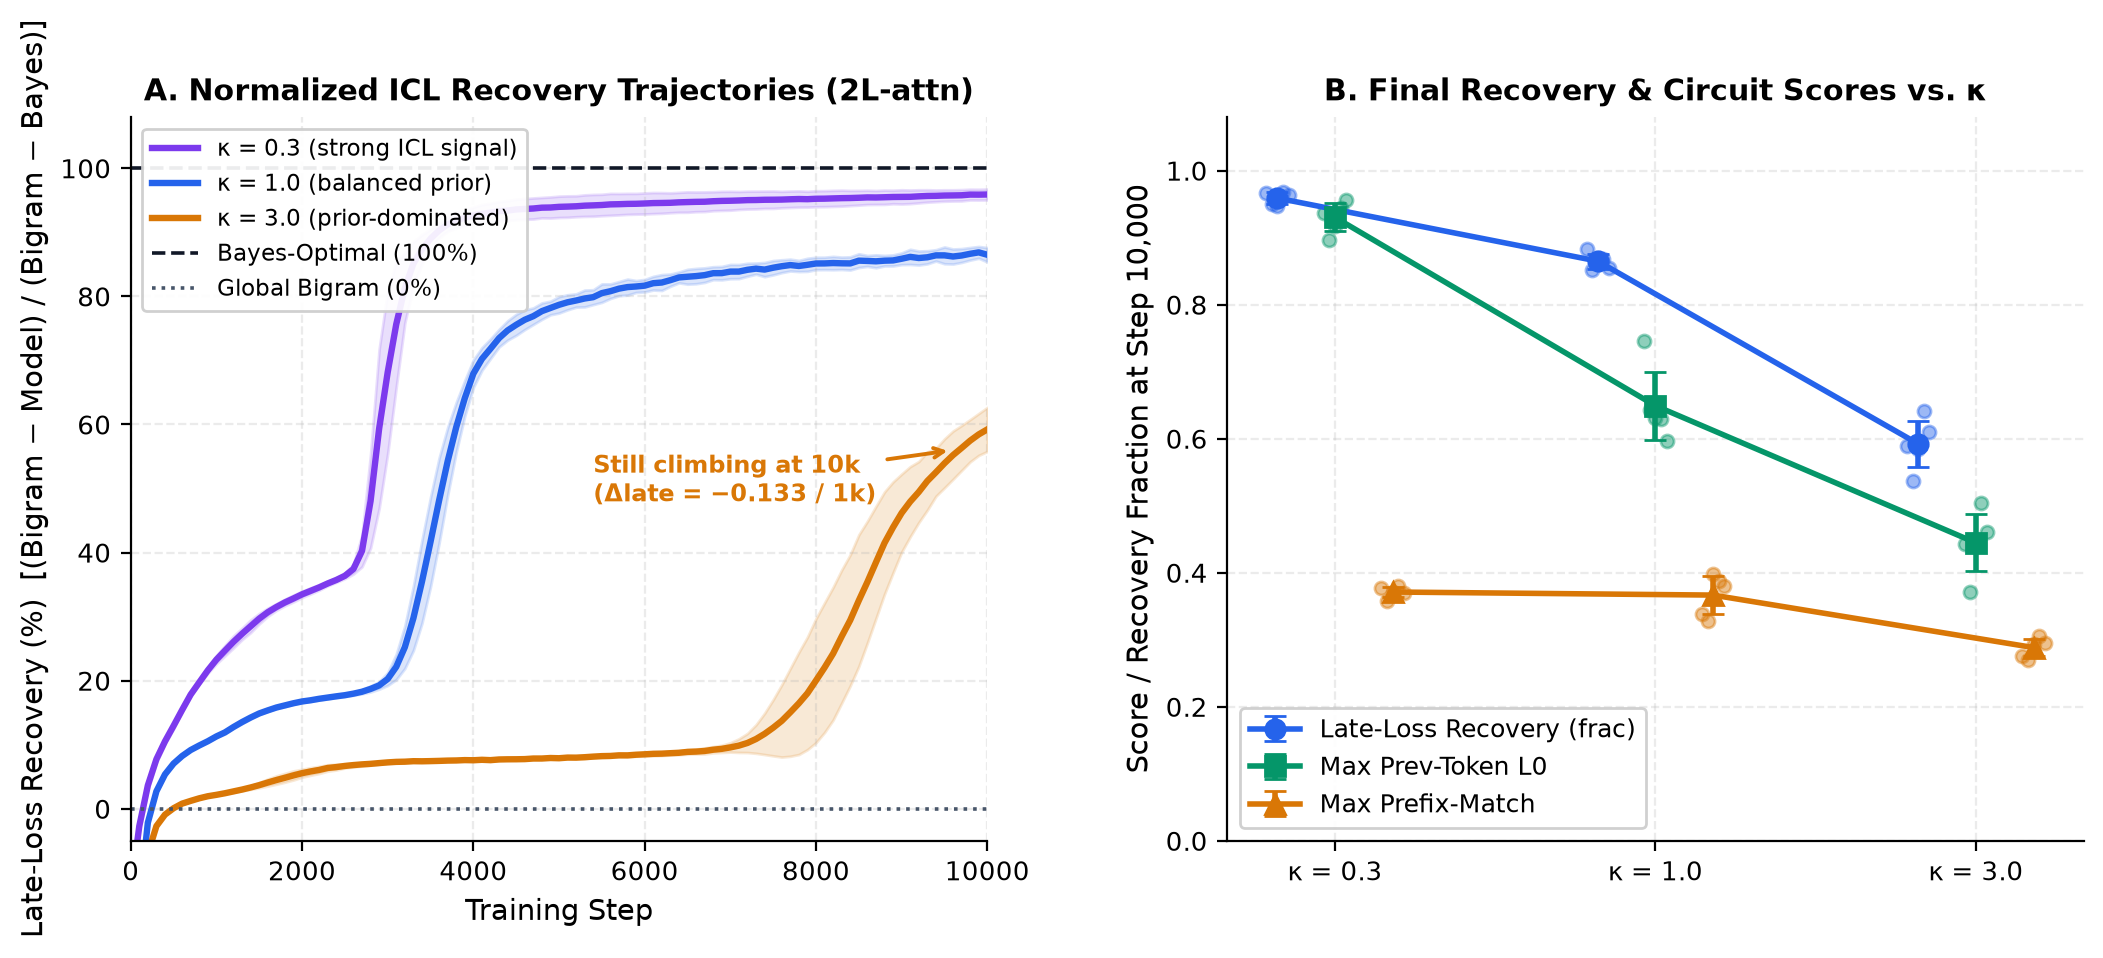 A. Normalized ICL Recovery Trajectories (2L-attn)
Late-Loss Recovery (%)  [(Bigram − Model) / (Bigram − Bayes)]
100
80
60
40
20
0
κ = 0.3 (strong ICL signal)
κ = 1.0 (balanced prior)
κ = 3.0 (prior-dominated)
Bayes-Optimal (100%)
Global Bigram (0%)
Still climbing at 10k
(Δlate = −0.133 / 1k)
0 2000 4000 6000 8000 10000
Training Step
B. Final Recovery & Circuit Scores vs. κ
Score / Recovery Fraction at Step 10,000
1.0
0.8
0.6
0.4
0.2
0.0
Late-Loss Recovery (frac)
Max Prev-Token L0
Max Prefix-Match
κ = 0.3 κ = 1.0 κ = 3.0